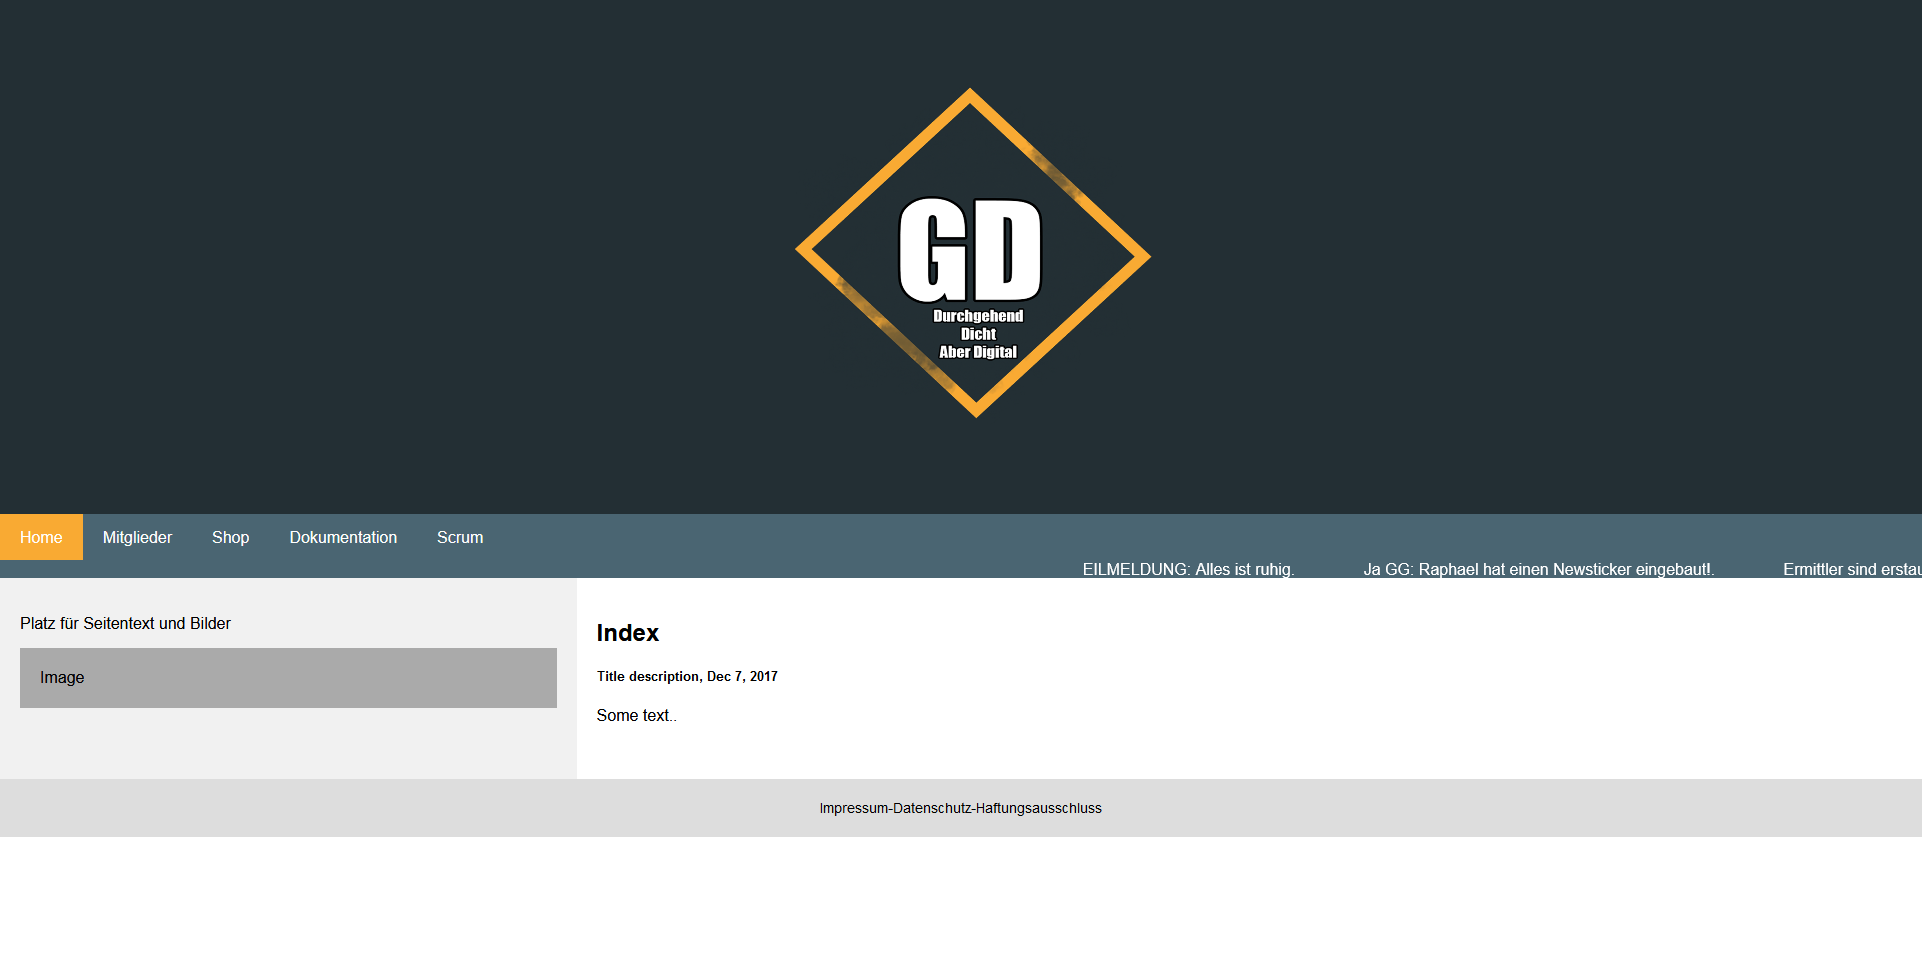 GD
Durchgehend
Dicht
Aber Digital
Home Mitglieder Shop Dokumentation Scrum
EILMELDUNG: Alles ist ruhig. Ja GG: Raphael hat einen Newsticker eingebaut!. Ermittler sind
Platz für Seitentext und Bilder
Image
Index
Title description, Dec 7, 2017
Some text..
Impressum-Datenschutz-Haftungsausschluss